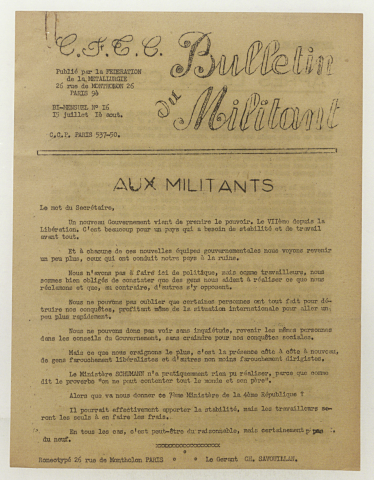 C.F.T.C.
Bulletin
du
Militant
Publié par la FEDERATION
de la METALLURGIE
26 rue de MONTHOLON 26
PARIS 9è
BI-MENSUEL N° 16
15 juillet 14 aout.
C.C.P. PARIS 537-68.
AUX MILITANTS
Le mot du Secrétaire,
Un nouveau Gouvernement vient de prendre le pouvoir. Le VIIème depuis la
Libération. C'est beaucoup pour un pays qui a besoin de stabilité et de travail
avant tout.
Et à chacune de ces nouvelles équipes gouvernementales nous voyons revenir
un peu plus, ceux qui ont conduit notre pays à la ruine.
Nous n'avons pas à faire ici de politique, mais comme travailleurs, nous
sommes bien obligés de constater que des gens nous aident à réaliser ce que nous
réclamons et que, au contraire, d'autres s'y opposent.
Nous ne pouvons pas oublier que certaines personnes ont tout fait pour dé-
truire nos conquêtes, profitant même de la situation internationale pour aller un
peu plus rapidement.
Nous ne pouvons donc pas voir sans inquiétude, revenir les mêmes personnes
dans les conseils du Gouvernement, sans craindre pour nos conquêtes sociales.
Mais ce que nous craignons le plus, c'est la présence côte à côte à nouveau,
de gens farouchement libéralistes et d'autres non moins farouchement dirigistes.
Le Ministère SCHUMANN n'a pratiquement rien pu réaliser, parce que comme
dit le proverbe "on ne peut contenter tout le monde et son père".
Alors que va nous donner ce 7ème Ministère de la 4ème République ?
Il pourrait effectivement apporter la stabilité, mais les travailleurs se-
ront les seuls à en faire les frais.
En tous les cas, c'est peut-être du raisonnable, mais certainement pas
du neuf.
Ronéotypé 26 rue de Montholon PARIS * * Le Gerant CH.